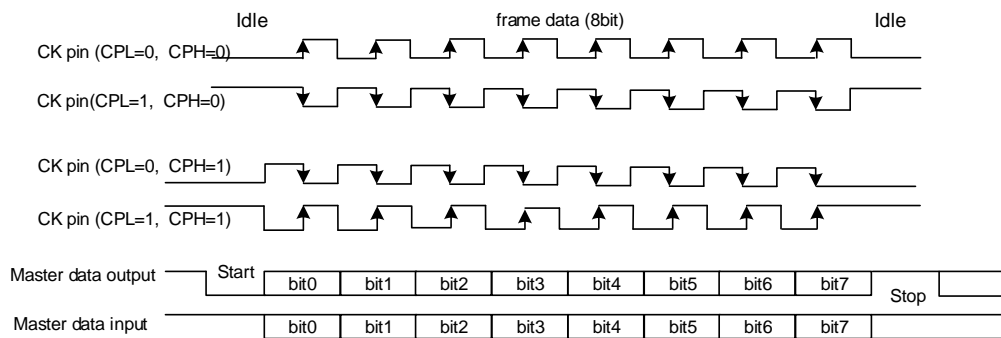 Idle frame data (8bit) Idle
CK pin (CPL=0, CPH=0)
CK pin(CPL=1, CPH=0)
CK pin (CPL=0, CPH=1)
CK pin (CPL=1, CPH=1)
Master data output Start bit0 bit1 bit2 bit3 bit4 bit5 bit6 bit7 Stop
Master data input bit0 bit1 bit2 bit3 bit4 bit5 bit6 bit7